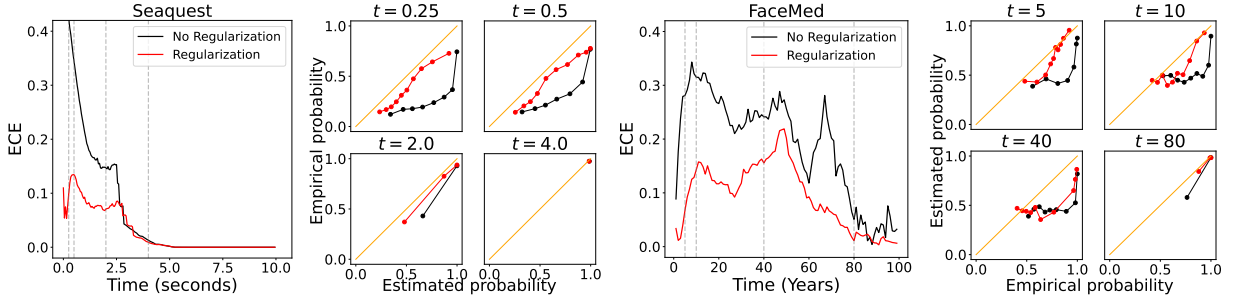 Seaquest
ECE
0.4
0.3
0.2
0.1
0.0
No Regularization
Regularization
0.0 2.5 5.0 7.5 10.0
Time (seconds)
Empirical probability
t = 0.25
t = 0.5
1.0
0.5
0.0
t = 2.0
t = 4.0
1.0
0.5
0.0
0.0 0.5 1.0
0.0 0.5 1.0
Estimated probability
FaceMed
ECE
0.4
0.3
0.2
0.1
0.0
No Regularization
Regularization
0 20 40 60 80 100
Time (Years)
Estimated probability
t = 5
t = 10
1.0
0.5
0.0
t = 40
t = 80
1.0
0.5
0.0
0.0 0.5 1.0
0.0 0.5 1.0
Empirical probability